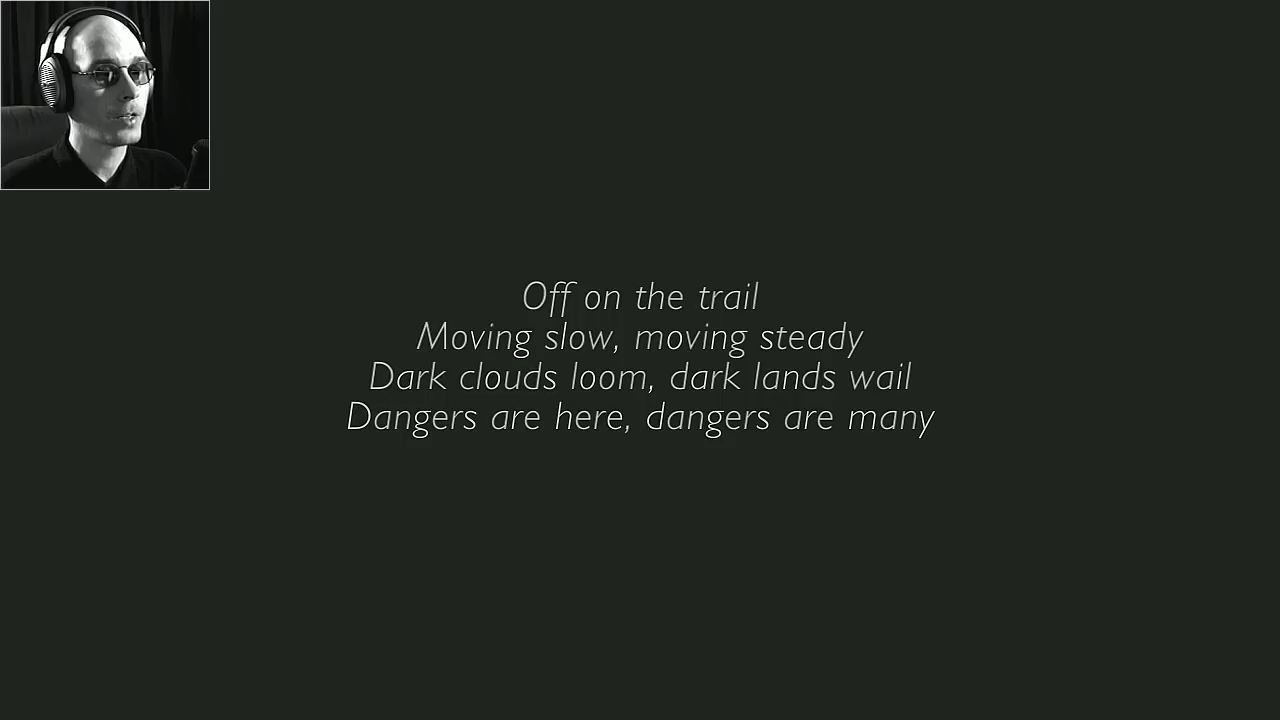 Off on the trail
Moving slow, moving steady
Dark clouds loom, dark lands wail
Dangers are here, dangers are many